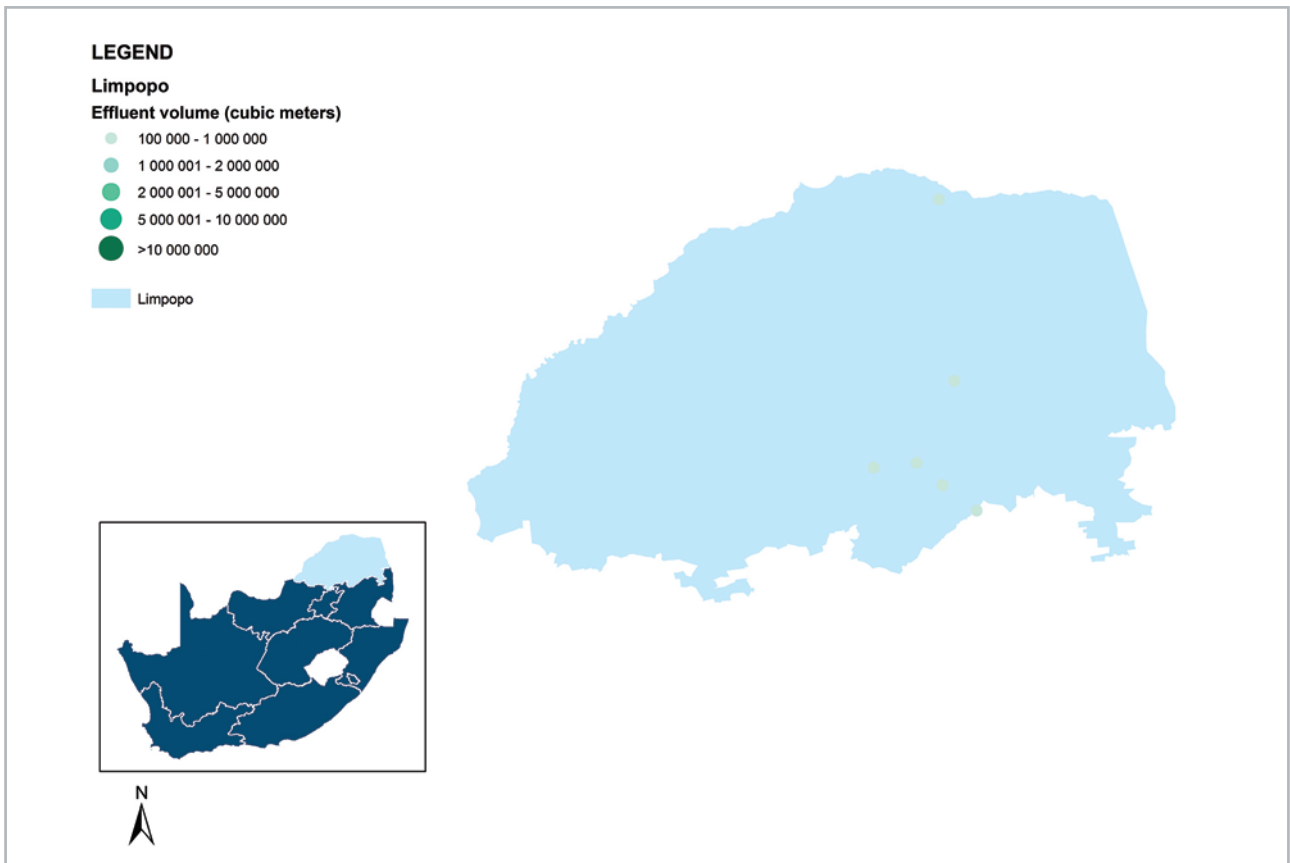 LEGEND
Limpopo
Effluent volume (cubic meters)
100 000 - 1 000 000
1 000 001 - 2 000 000
2 000 001 - 5 000 000
5 000 001 - 10 000 000
>10 000 000
Limpopo
N